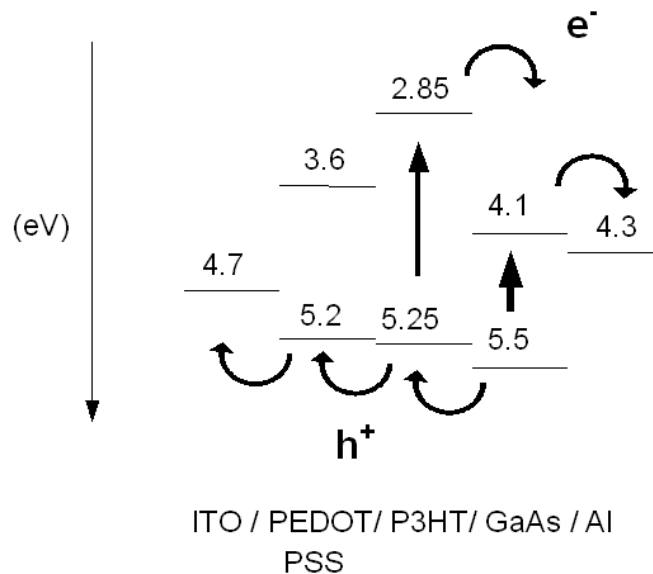 e⁻
2.85
3.6
(eV)
4.1
4.3
4.7
5.2
5.25
5.5
h⁺
ITO / PEDOT/ P3HT/ GaAs / Al
PSS